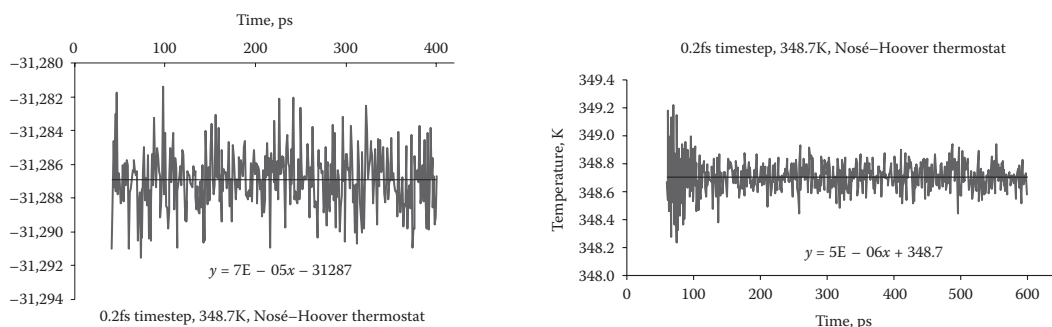 Time, ps
0 100 200 300 400
−31,280
−31,282
−31,284
−31,286
−31,288
−31,290
−31,292
−31,294
y = 7E − 05x − 31287
0.2fs timestep, 348.7K, Nosé–Hoover thermostat
0.2fs timestep, 348.7K, Nosé–Hoover thermostat
Temperature, K
349.4
349.2
349.0
348.8
348.6
348.4
348.2
348.0
y = 5E − 06x + 348.7
0 100 200 300 400 500 600
Time, ps